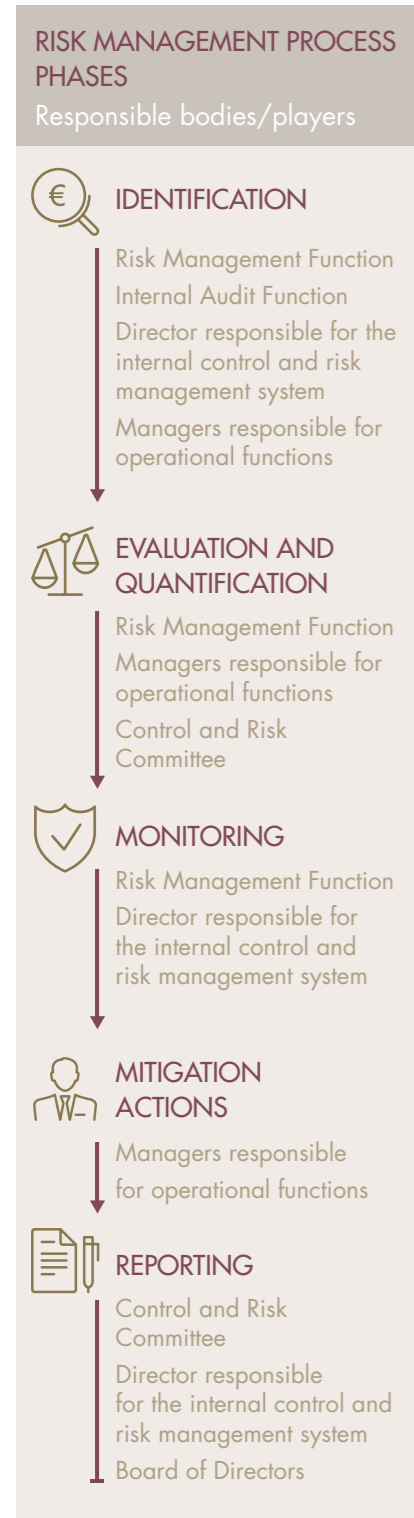 RISK MANAGEMENT PROCESS
PHASES
Responsible bodies/players
€
IDENTIFICATION
Risk Management Function
Internal Audit Function
Director responsible for the
internal control and risk
management system
Managers responsible for
operational functions
EVALUATION AND
QUANTIFICATION
Risk Management Function
Managers responsible for
operational functions
Control and Risk
Committee
MONITORING
Risk Management Function
Director responsible for
the internal control and
risk management system
MITIGATION
ACTIONS
Managers responsible
for operational functions
REPORTING
Control and Risk
Committee
Director responsible
for the internal control and
risk management system
Board of Directors